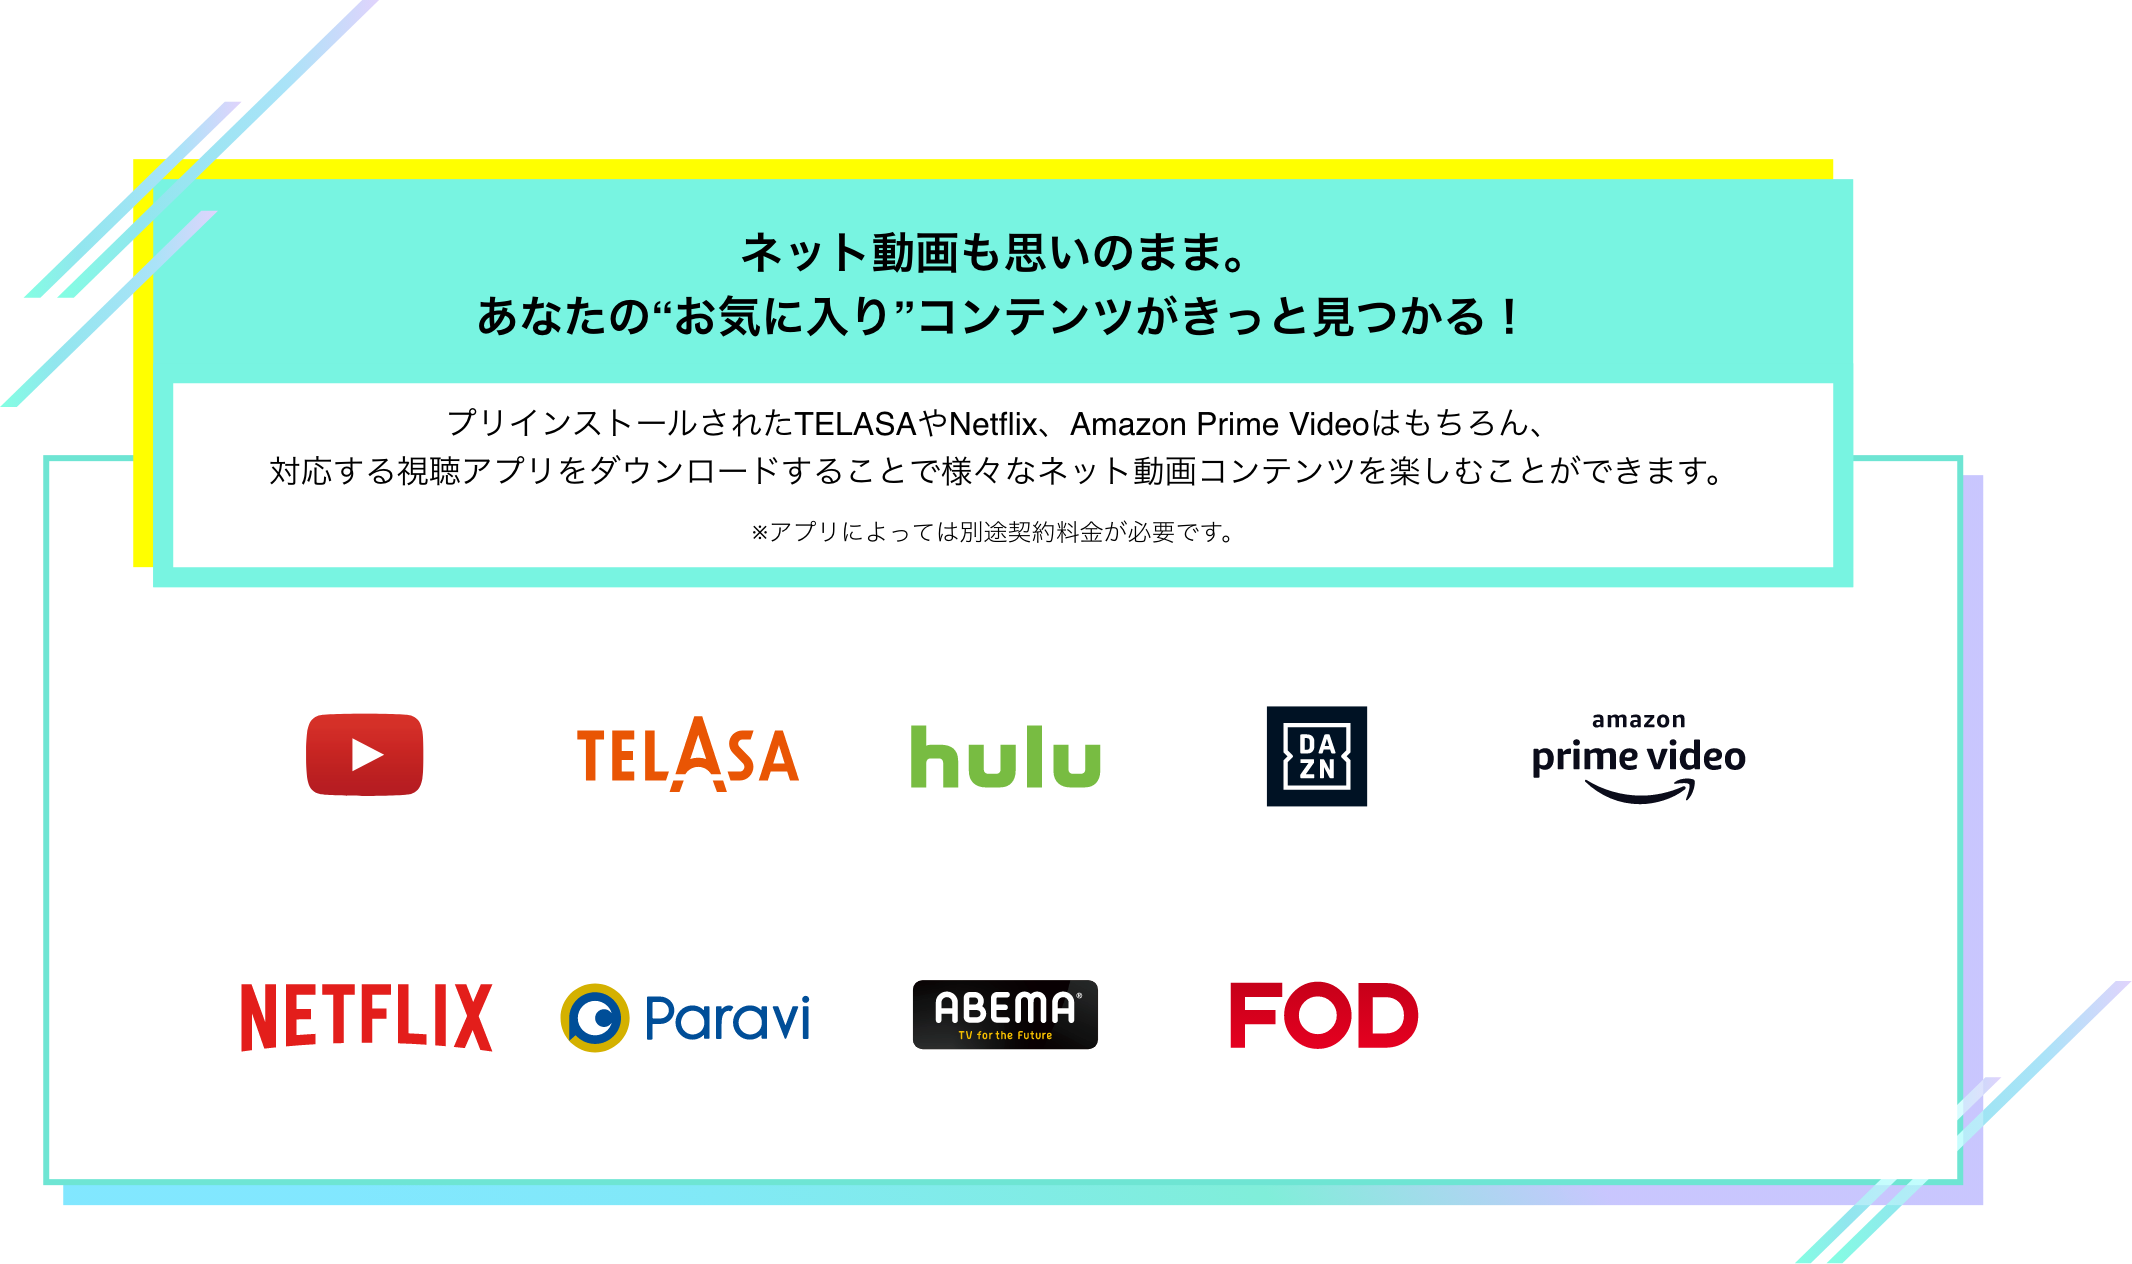 ネット動画も思いのまま。
あなたの“お気に入り”コンテンツがきっと見つかる！
プリインストールされたTELASAやNetflix、Amazon Prime Videoはもちろん、
対応する視聴アプリをダウンロードすることで様々なネット動画コンテンツを楽しむことができます。
※アプリによっては別途契約料金が必要です。
TELASA
hulu
DA
ZN
amazon
prime video
NETFLIX
Paravi
ABEMA®
TV for the Future
FOD